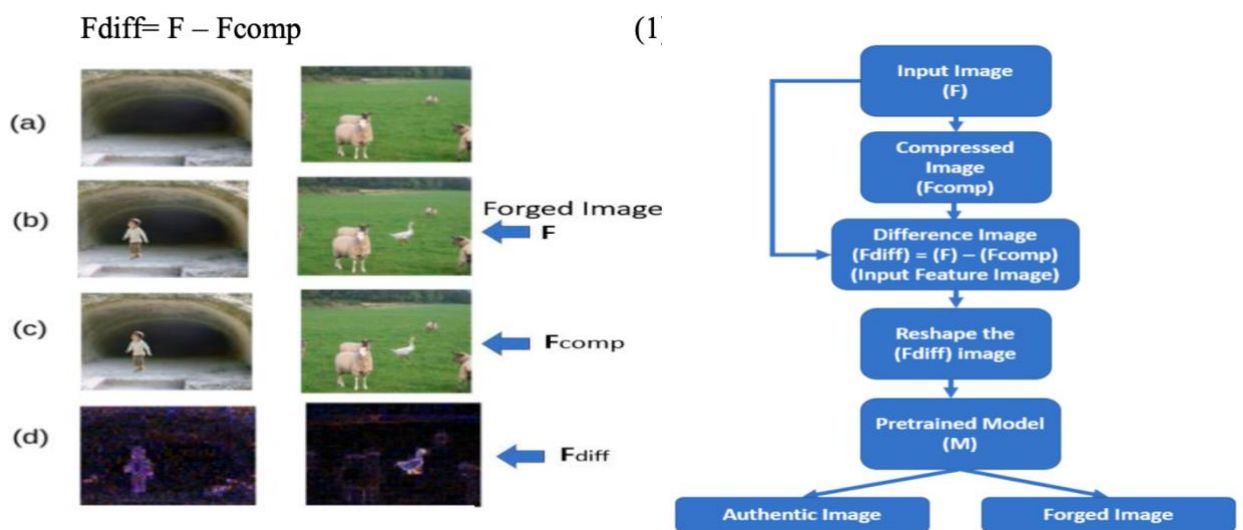 Fdiff= F – Fcomp
(1)
(a)
(b)
Forged Image
F
(c)
Fcomp
(d)
Fdiff
Input Image
(F)
Compressed
Image
(Fcomp)
Difference Image
(Fdiff) = (F) – (Fcomp)
(Input Feature Image)
Reshape the
(Fdiff) image
Pretrained Model
(M)
Authentic Image
Forged Image